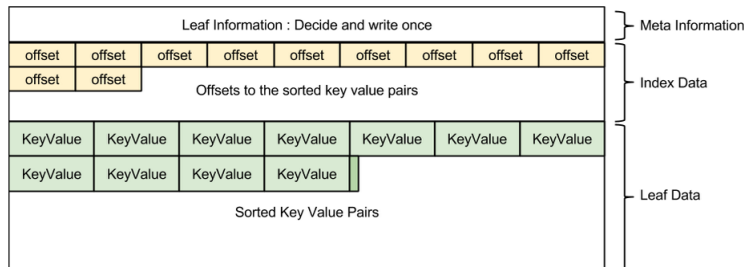 Leaf Information : Decide and write once
Meta Information
offset offset offset offset offset offset offset offset offset
offset offset
Offsets to the sorted key value pairs
Index Data
KeyValue KeyValue KeyValue KeyValue KeyValue KeyValue KeyValue
KeyValue KeyValue KeyValue KeyValue
Leaf Data
Sorted Key Value Pairs